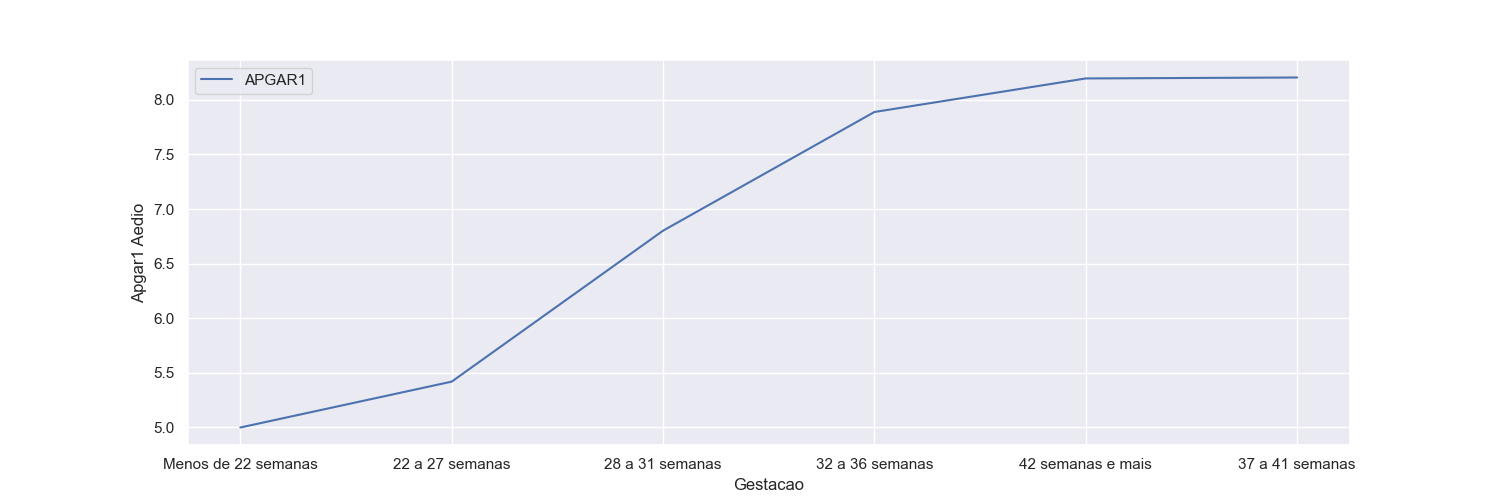 APGAR1
8.0
7.5
7.0
6.5
6.0
5.5
5.0
Apgar1 Aedio
Menos de 22 semanas
22 a 27 semanas
28 a 31 semanas
32 a 36 semanas
42 semanas e mais
37 a 41 semanas
Gestacao